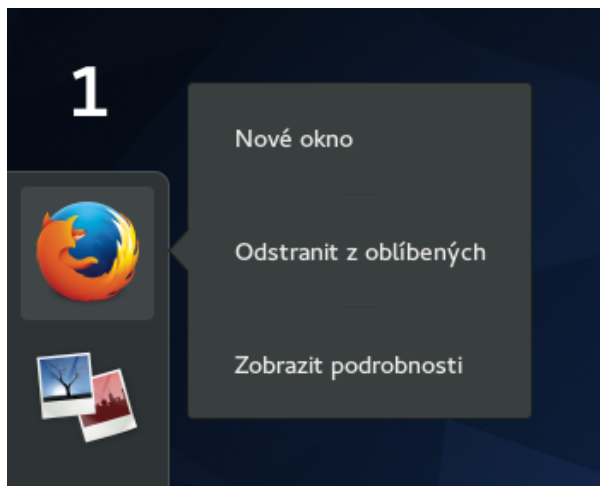 1
Nové okno
Odstranit z oblíbených
Zobrazit podrobnosti